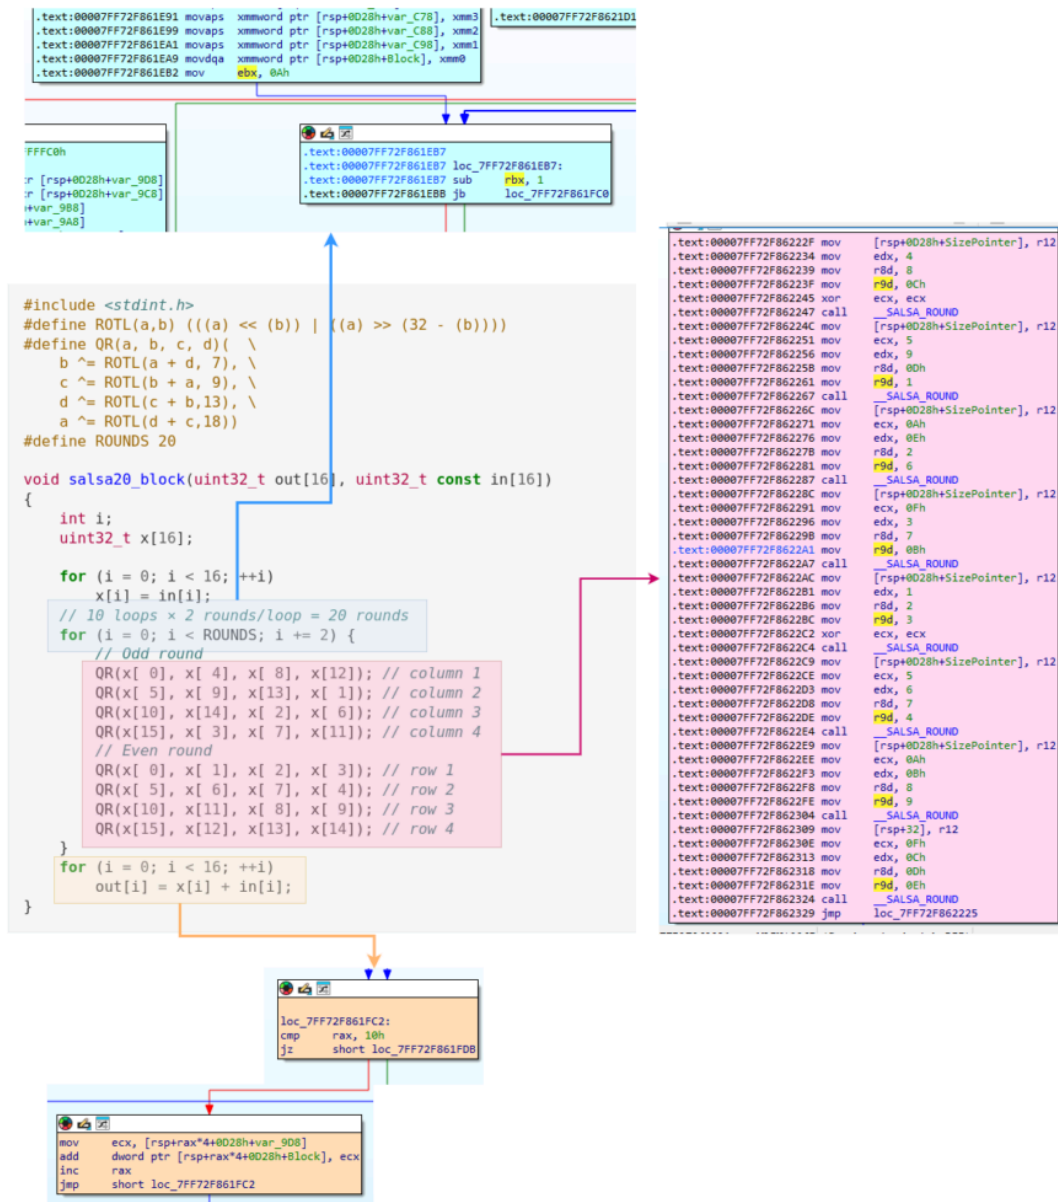 .text:00007FF72F861E91 movaps xmmword ptr [rsp+0D28h+var_C78], xmm3
.text:00007FF72F861E99 movaps xmmword ptr [rsp+0D28h+var_C88], xmm2
.text:00007FF72F861EA1 movaps xmmword ptr [rsp+0D28h+var_C98], xmm1
.text:00007FF72F861EA9 movdqa xmmword ptr [rsp+0D28h+Block], xmm0
.text:00007FF72F861EB2 mov ebx, 0Ah
.text:00007FF72F8621D1
FFFFC0h
r [rsp+0D28h+var_9D8]
r [rsp+0D28h+var_9C8]
+var_9B8]
+var_9A8]
.text:00007FF72F861EB7
.text:00007FF72F861EB7 loc_7FF72F861EB7:
.text:00007FF72F861EB7 sub rbx, 1
.text:00007FF72F861EBB jb loc_7FF72F861FC0
#include <stdint.h>
#define ROTL(a,b) (((a) << (b)) | ((a) >> (32 - (b))))
#define QR(a, b, c, d)( \
b ^= ROTL(a + d, 7), \
c ^= ROTL(b + a, 9), \
d ^= ROTL(c + b,13), \
a ^= ROTL(d + c,18))
#define ROUNDS 20
void salsa20_block(uint32_t out[16], uint32_t const in[16])
{
int i;
uint32_t x[16];
for (i = 0; i < 16; ++i)
x[i] = in[i];
// 10 loops × 2 rounds/loop = 20 rounds
for (i = 0; i < ROUNDS; i += 2) {
// Odd round
QR(x[ 0], x[ 4], x[ 8], x[12]); // column 1
QR(x[ 5], x[ 9], x[13], x[ 1]); // column 2
QR(x[10], x[14], x[ 2], x[ 6]); // column 3
QR(x[15], x[ 3], x[ 7], x[11]); // column 4
// Even round
QR(x[ 0], x[ 1], x[ 2], x[ 3]); // row 1
QR(x[ 5], x[ 6], x[ 7], x[ 4]); // row 2
QR(x[10], x[11], x[ 8], x[ 9]); // row 3
QR(x[15], x[12], x[13], x[14]); // row 4
}
for (i = 0; i < 16; ++i)
out[i] = x[i] + in[i];
}
.text:00007FF72F86222F mov [rsp+0D28h+SizePointer], r12
.text:00007FF72F862234 mov edx, 4
.text:00007FF72F862239 mov r8d, 8
.text:00007FF72F86223F mov r9d, 0Ch
.text:00007FF72F862245 xor ecx, ecx
.text:00007FF72F862247 call __SALSA_ROUND
.text:00007FF72F86224C mov [rsp+0D28h+SizePointer], r12
.text:00007FF72F862251 mov ecx, 5
.text:00007FF72F862256 mov edx, 9
.text:00007FF72F86225B mov r8d, 0Dh
.text:00007FF72F862261 mov r9d, 1
.text:00007FF72F862267 call __SALSA_ROUND
.text:00007FF72F86226C mov [rsp+0D28h+SizePointer], r12
.text:00007FF72F862271 mov ecx, 0Ah
.text:00007FF72F862276 mov edx, 0Eh
.text:00007FF72F86227B mov r8d, 2
.text:00007FF72F862281 mov r9d, 6
.text:00007FF72F862287 call __SALSA_ROUND
.text:00007FF72F86228C mov [rsp+0D28h+SizePointer], r12
.text:00007FF72F862291 mov ecx, 0Fh
.text:00007FF72F862296 mov edx, 3
.text:00007FF72F86229B mov r8d, 7
.text:00007FF72F8622A1 mov r9d, 0Bh
.text:00007FF72F8622A7 call __SALSA_ROUND
.text:00007FF72F8622AC mov [rsp+0D28h+SizePointer], r12
.text:00007FF72F8622B1 mov edx, 1
.text:00007FF72F8622B6 mov r8d, 2
.text:00007FF72F8622BC mov r9d, 3
.text:00007FF72F8622C2 xor ecx, ecx
.text:00007FF72F8622C4 call __SALSA_ROUND
.text:00007FF72F8622C9 mov [rsp+0D28h+SizePointer], r12
.text:00007FF72F8622CE mov ecx, 5
.text:00007FF72F8622D3 mov edx, 6
.text:00007FF72F8622D8 mov r8d, 7
.text:00007FF72F8622DE mov r9d, 4
.text:00007FF72F8622E4 call __SALSA_ROUND
.text:00007FF72F8622E9 mov [rsp+0D28h+SizePointer], r12
.text:00007FF72F8622EE mov ecx, 0Ah
.text:00007FF72F8622F3 mov edx, 0Bh
.text:00007FF72F8622F8 mov r8d, 8
.text:00007FF72F8622FE mov r9d, 9
.text:00007FF72F862304 call __SALSA_ROUND
.text:00007FF72F862309 mov [rsp+32], r12
.text:00007FF72F86230E mov ecx, 0Fh
.text:00007FF72F862313 mov edx, 0Ch
.text:00007FF72F862318 mov r8d, 0Dh
.text:00007FF72F86231E mov r9d, 0Eh
.text:00007FF72F862324 call __SALSA_ROUND
.text:00007FF72F862329 jmp loc_7FF72F862225
loc_7FF72F861FC2:
cmp rax, 10h
jz short loc_7FF72F861FDB
mov ecx, [rsp+rax*4+0D28h+var_9D8]
add dword ptr [rsp+rax*4+0D28h+Block], ecx
inc rax
jmp short loc_7FF72F861FC2